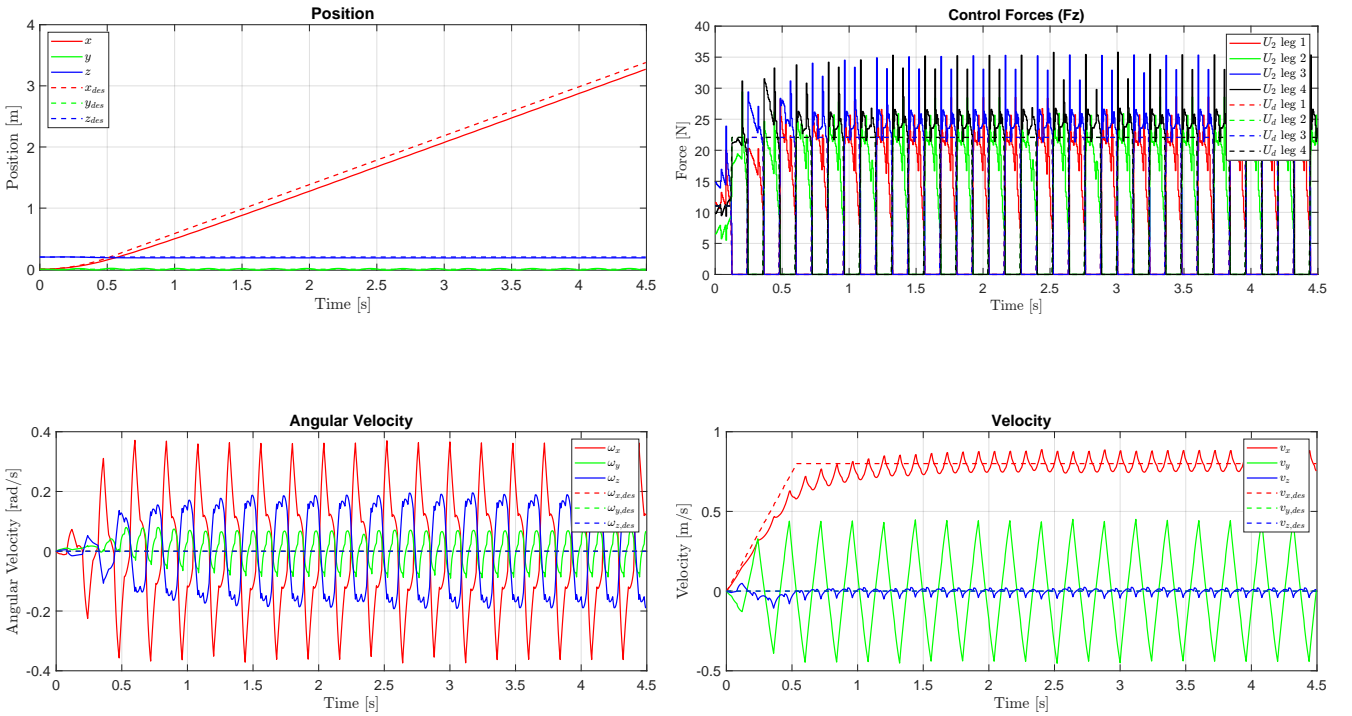 Position
Position [m]
4
3
2
1
0
x
y
z
x_des
y_des
z_des
0 0.5 1 1.5 2 2.5 3 3.5 4 4.5
Time [s]
Control Forces (Fz)
Force [N]
40
35
30
25
20
15
10
5
0
U_2 leg 1
U_2 leg 2
U_2 leg 3
U_2 leg 4
U_d leg 1
U_d leg 2
U_d leg 3
U_d leg 4
0 0.5 1 1.5 2 2.5 3 3.5 4 4.5
Time [s]
Angular Velocity
Angular Velocity [rad/s]
0.4
0.2
0
-0.2
-0.4
ω_x
ω_y
ω_z
ω_x,des
ω_y,des
ω_z,des
0 0.5 1 1.5 2 2.5 3 3.5 4 4.5
Time [s]
Velocity
Velocity [m/s]
1
0.5
0
-0.5
v_x
v_y
v_z
v_x,des
v_y,des
v_z,des
0 0.5 1 1.5 2 2.5 3 3.5 4 4.5
Time [s]